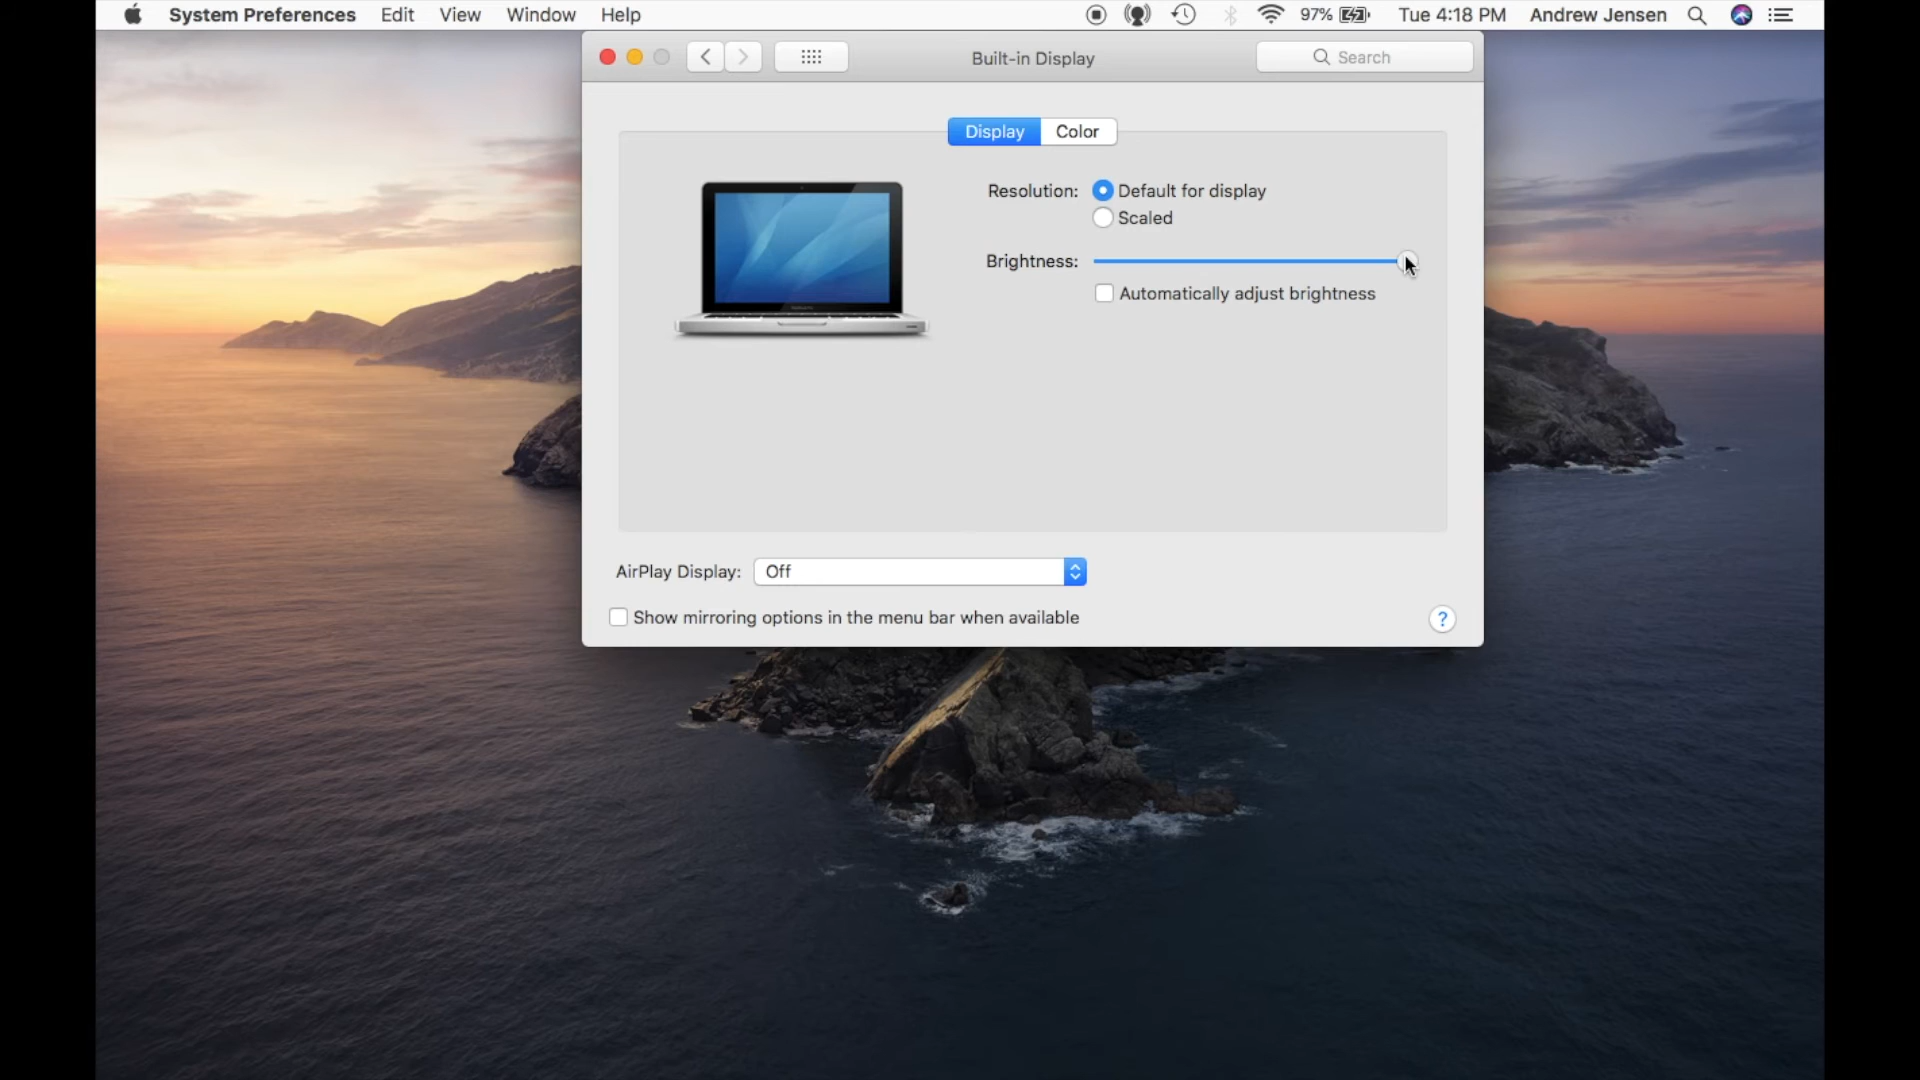 System Preferences Edit View Window Help 97% Tue 4:18 PM Andrew Jensen
Built-in Display
Search
Display Color
Resolution: Default for display
Scaled
Brightness:
Automatically adjust brightness
AirPlay Display: Off
Show mirroring options in the menu bar when available
?